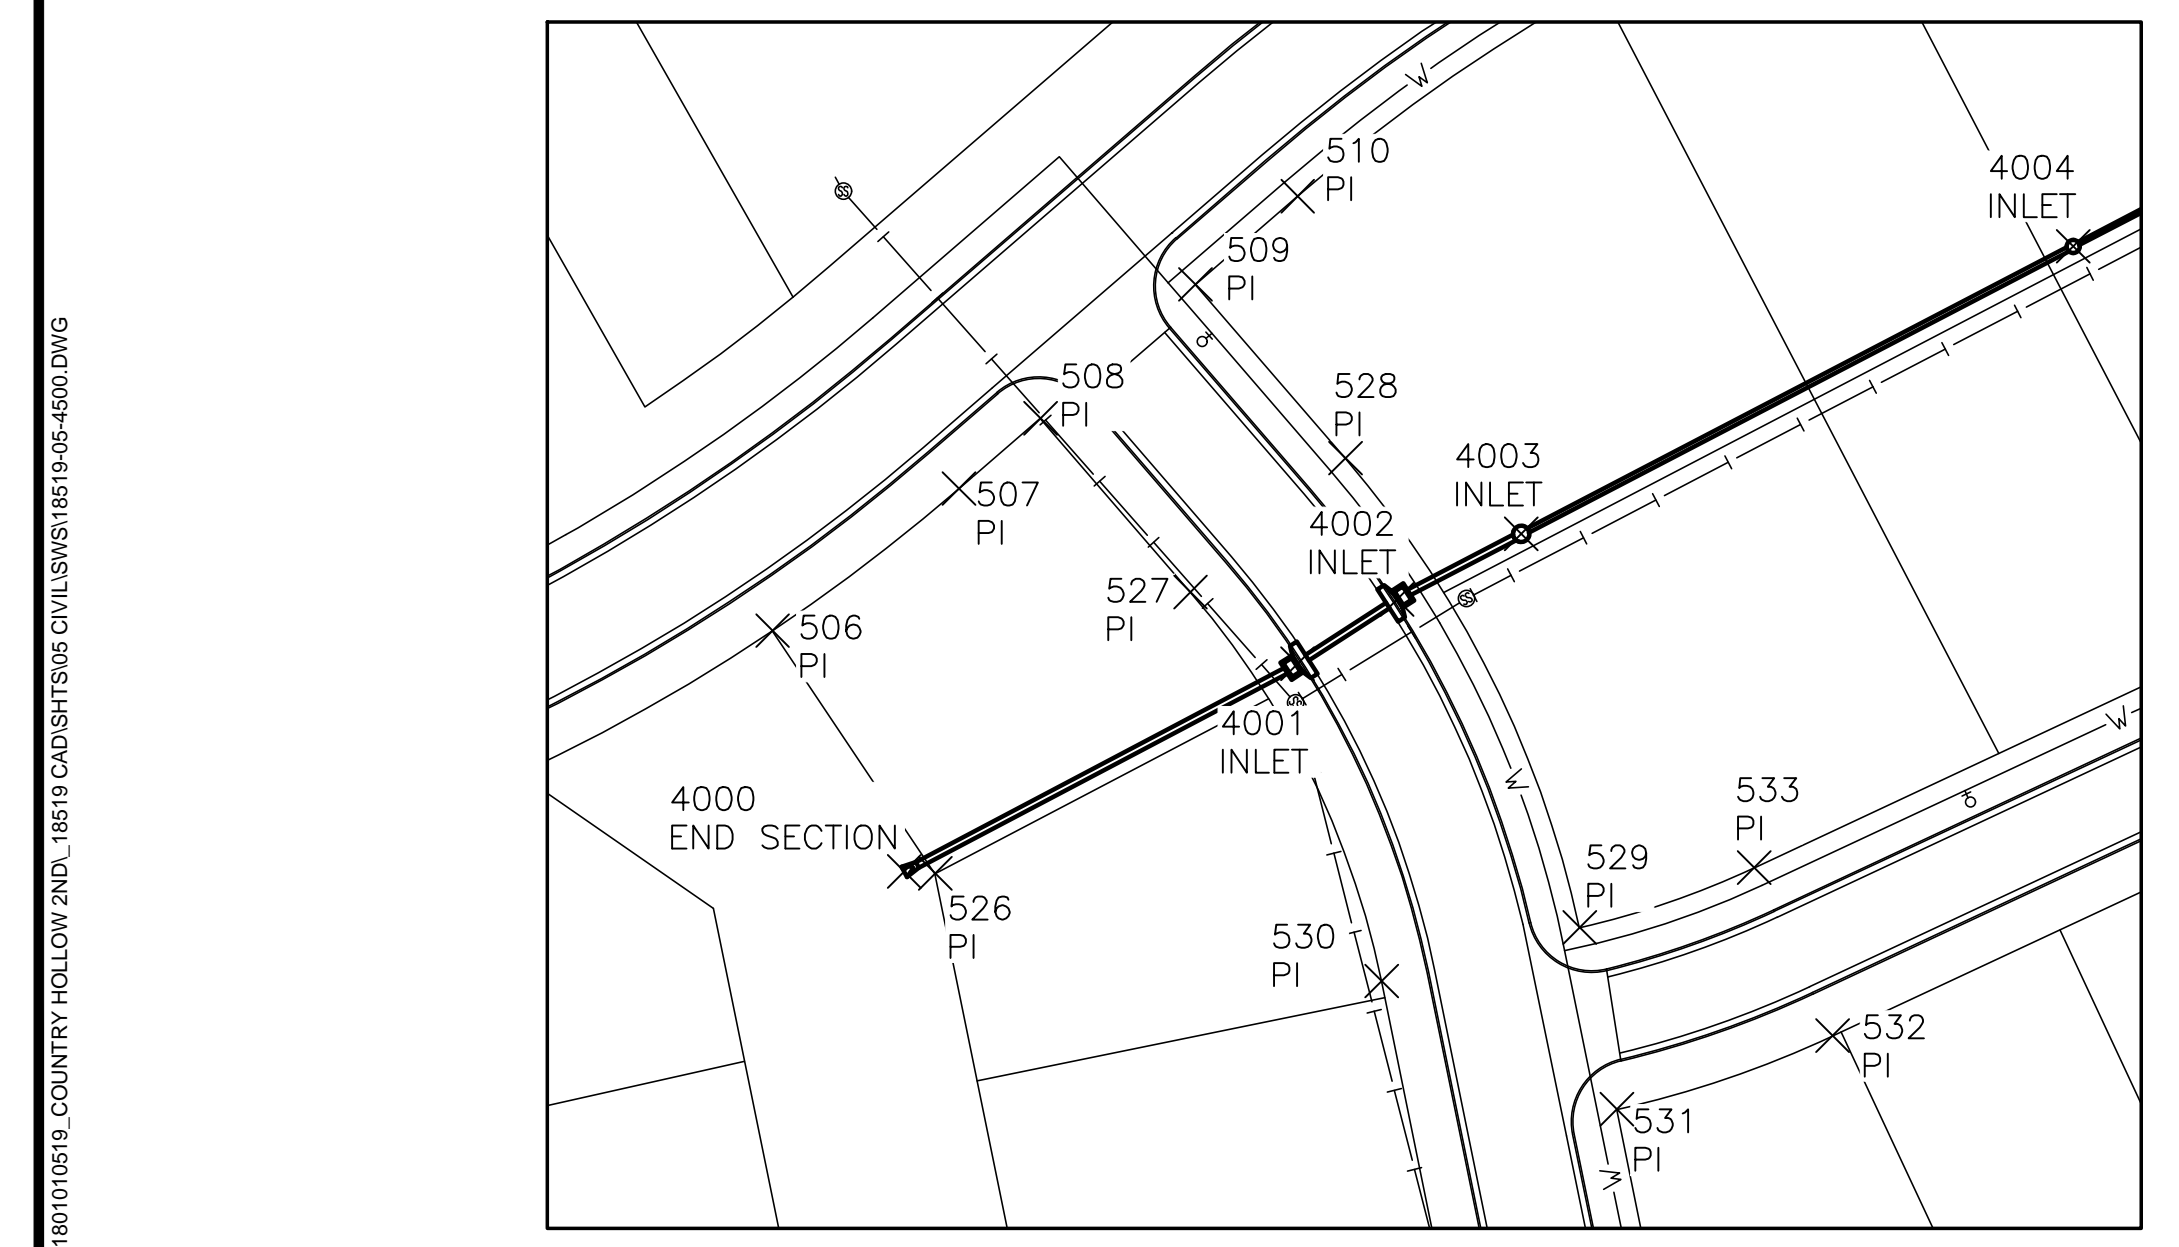 W
510
PI
4004
INLET
SS
509
PI
508
PI
528
PI
4003
INLET
507
PI
4002
INLET
527
PI
SS
506
PI
S
4001
INLET
W
W
4000
END SECTION
533
PI
529
PI
526
PI
530
PI
532
PI
531
PI
W
1801010519_COUNTRY HOLLOW 2ND\_18519 CAD\SHTS\05 CIVIL\SWS\18519-05-4500.DWG